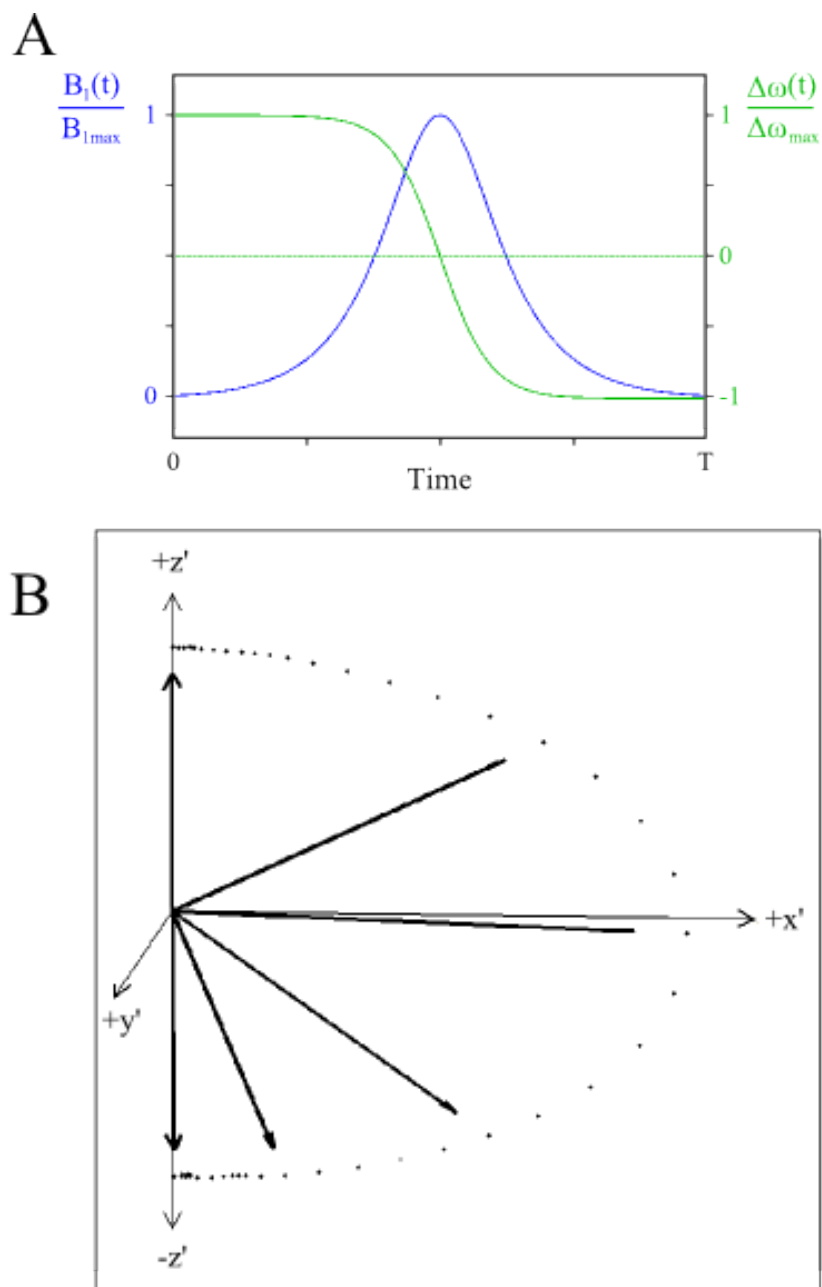 A
B₁(t)
B₁max
Δω(t)
Δωmax
1
1
0
0
-1
0
T
Time
B
+z'
+x'
+y'
-z'